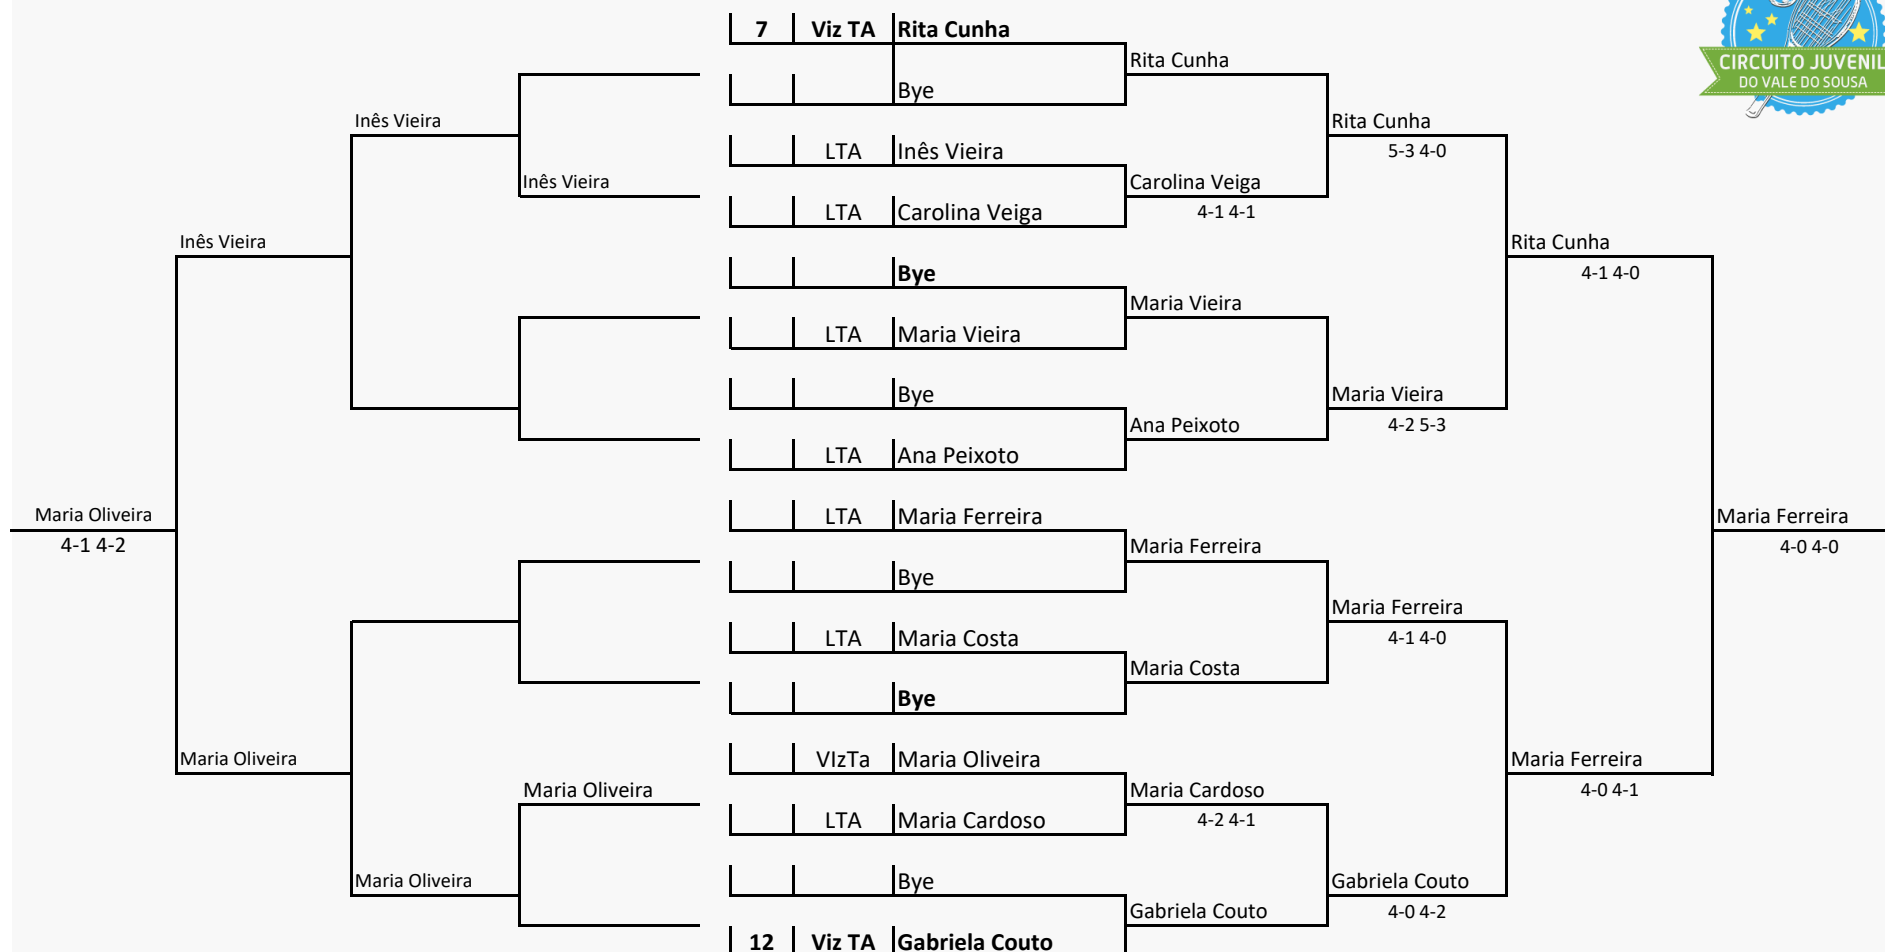 7 Viz TA Rita Cunha
Rita Cunha
CIRCUITO JUVENIL
DO VALE DO SOUSA
Bye
Inês Vieira
Rita Cunha
LTA Inês Vieira
5-3 4-0
Inês Vieira
Carolina Veiga
LTA Carolina Veiga
4-1 4-1
Inês Vieira
Rita Cunha
Bye
4-1 4-0
Maria Vieira
LTA Maria Vieira
Bye
Maria Vieira
Ana Peixoto
4-2 5-3
LTA Ana Peixoto
Maria Oliveira
LTA Maria Ferreira
Maria Ferreira
4-1 4-2
Maria Ferreira
4-0 4-0
Bye
Maria Ferreira
LTA Maria Costa
4-1 4-0
Maria Costa
Bye
Maria Oliveira
VIzTa Maria Oliveira
Maria Ferreira
Maria Oliveira
Maria Cardoso
4-0 4-1
LTA Maria Cardoso
4-2 4-1
Maria Oliveira
Bye
Gabriela Couto
Gabriela Couto
4-0 4-2
12 Viz TA Gabriela Couto